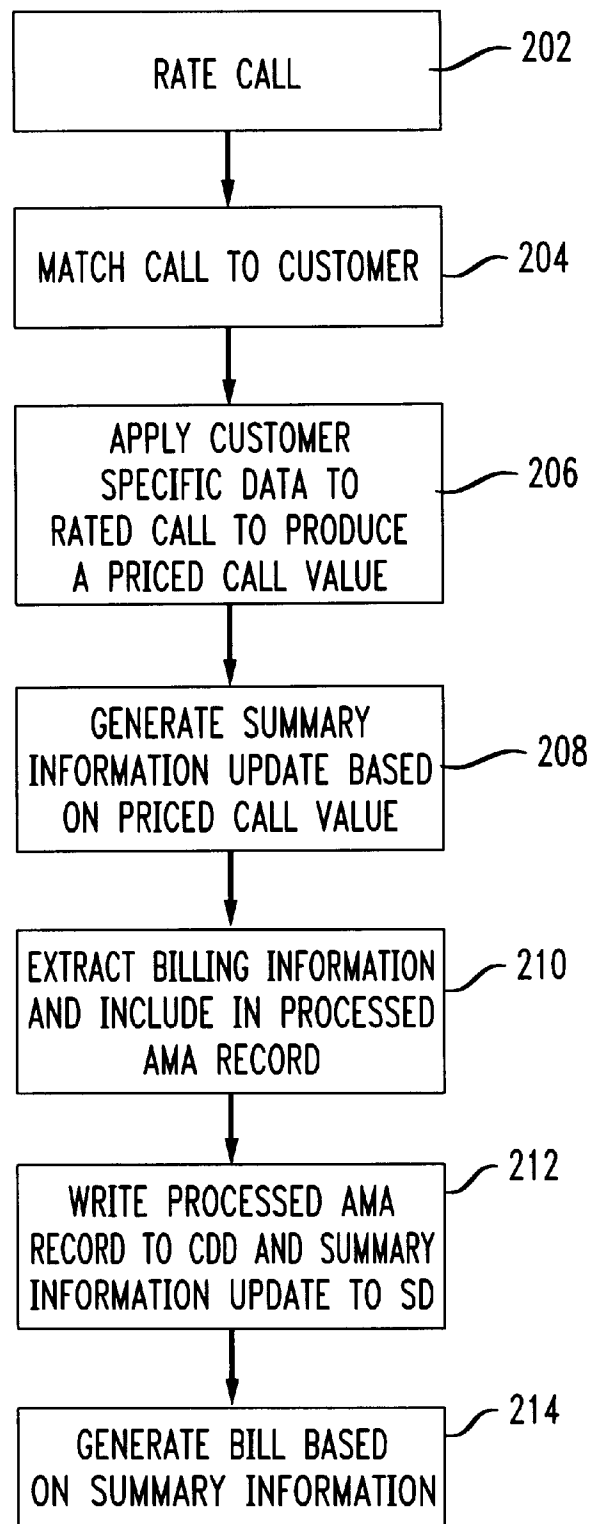 RATE CALL
202
MATCH CALL TO CUSTOMER
204
APPLY CUSTOMER
SPECIFIC DATA TO
RATED CALL TO PRODUCE
A PRICED CALL VALUE
206
GENERATE SUMMARY
INFORMATION UPDATE BASED
ON PRICED CALL VALUE
208
EXTRACT BILLING INFORMATION
AND INCLUDE IN PROCESSED
AMA RECORD
210
WRITE PROCESSED AMA
RECORD TO CDD AND SUMMARY
INFORMATION UPDATE TO SD
212
GENERATE BILL BASED
ON SUMMARY INFORMATION
214